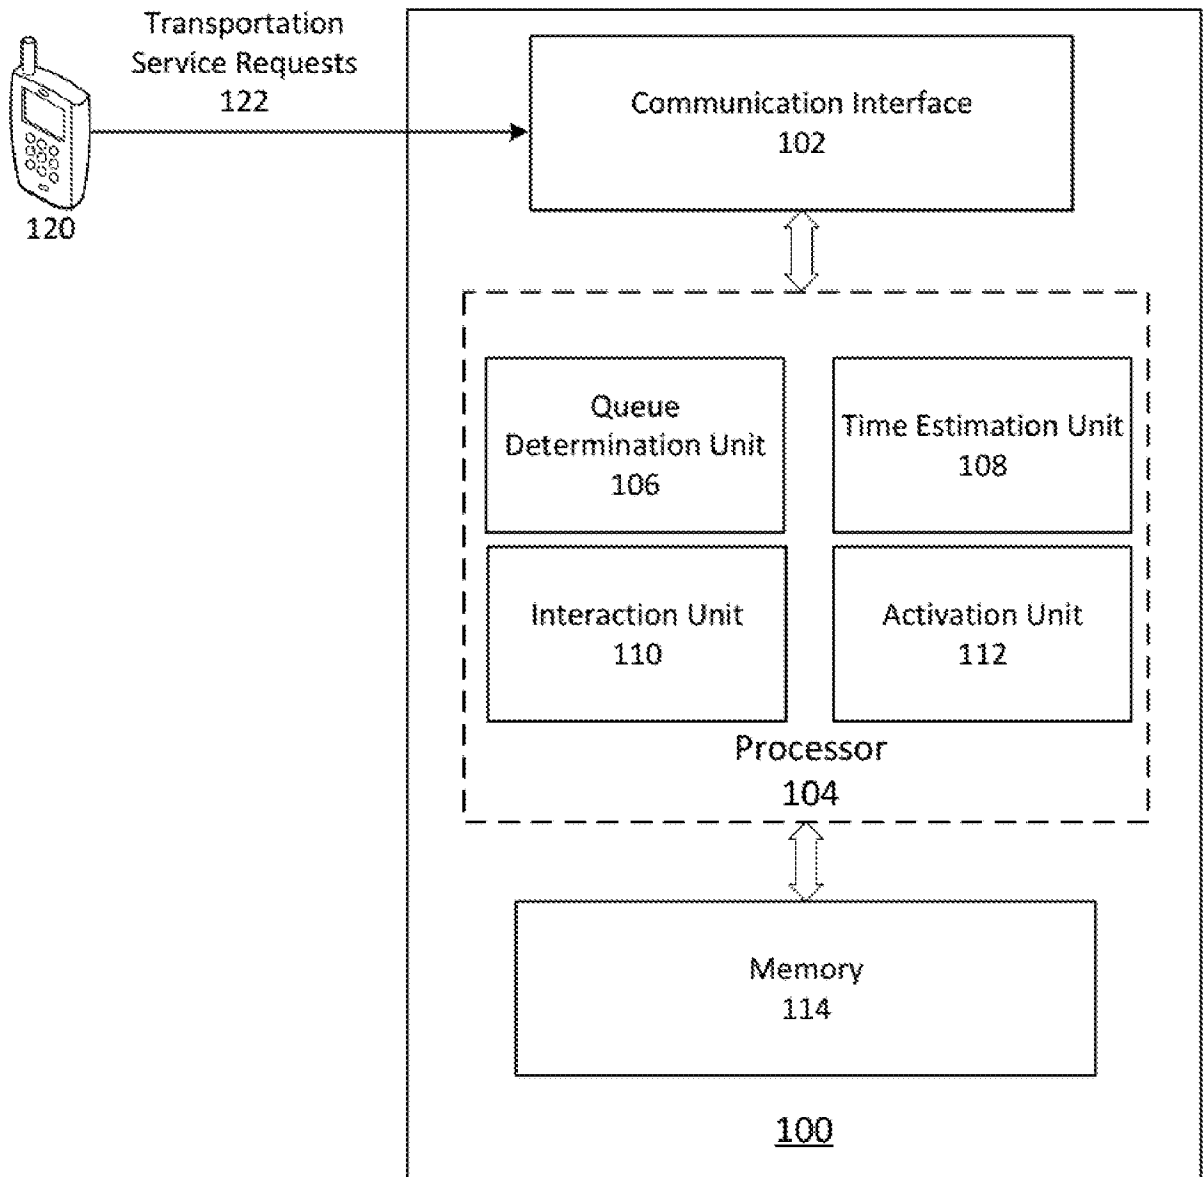 Transportation
Service Requests
122
120
Communication Interface
102
Queue
Determination Unit
106
Time Estimation Unit
108
Interaction Unit
110
Activation Unit
112
Processor
104
Memory
114
100